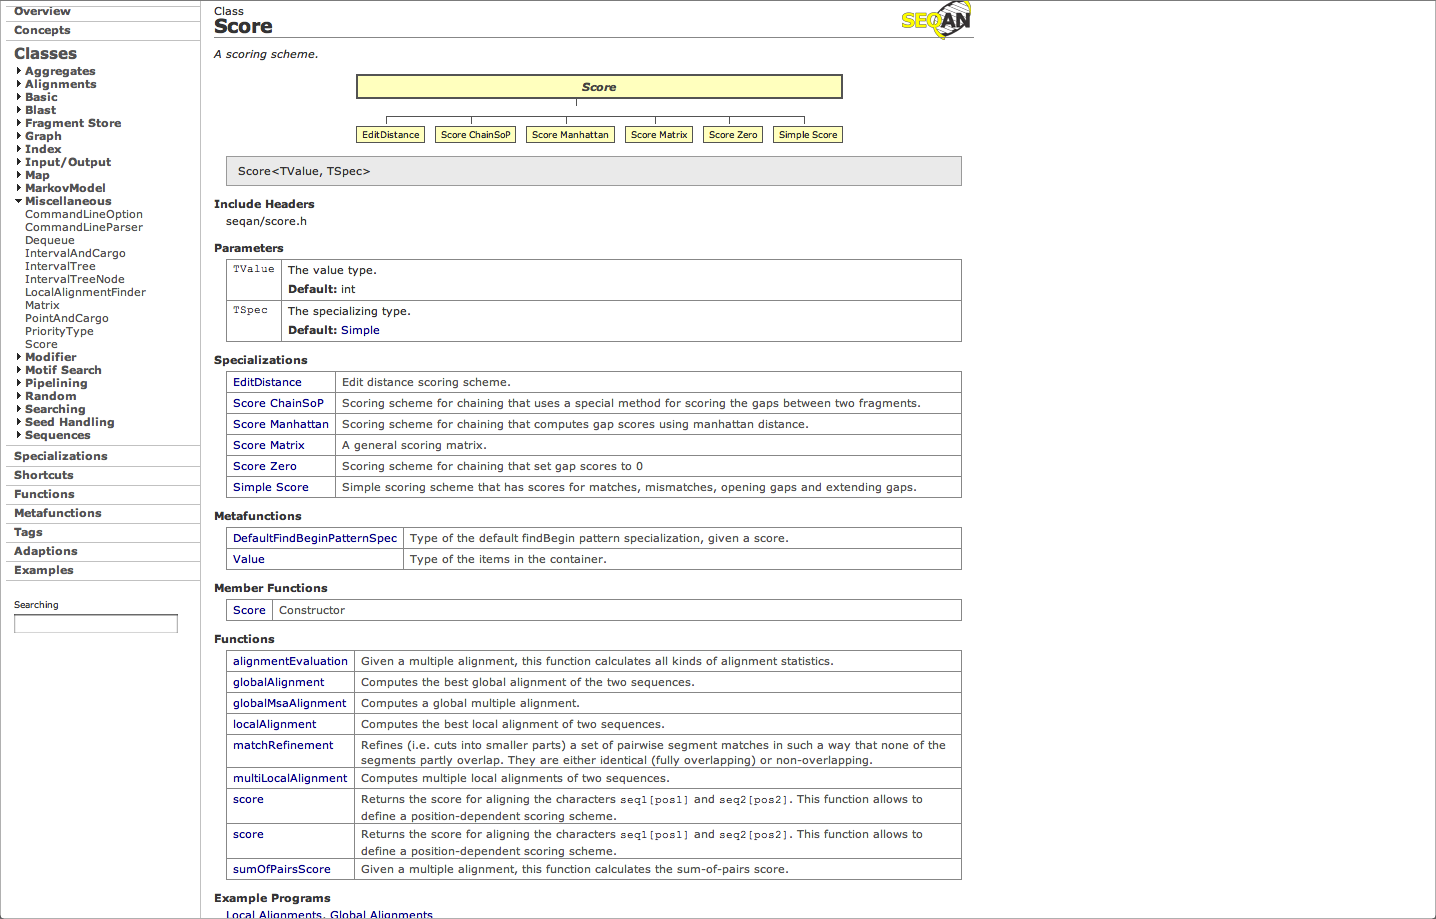 Overview
Concepts
Classes
Aggregates
Alignments
Basic
Blast
Fragment Store
Graph
Index
Input/Output
Map
MarkovModel
Miscellaneous
CommandLineOption
CommandLineParser
Dequeue
IntervalAndCargo
IntervalTree
IntervalTreeNode
LocalAlignmentFinder
Matrix
PointAndCargo
PriorityType
Score
Modifier
Motif Search
Pipelining
Random
Searching
Seed Handling
Sequences
Specializations
Shortcuts
Functions
Metafunctions
Tags
Adaptions
Examples
Searching
Class
Score
SEQAN
A scoring scheme.
Score
EditDistance Score ChainSoP Score Manhattan Score Matrix Score Zero Simple Score
Score<TValue, TSpec>
Include Headers
seqan/score.h
Parameters
TValue The value type.
Default: int
TSpec The specializing type.
Default: Simple
Specializations
EditDistance Edit distance scoring scheme.
Score ChainSoP Scoring scheme for chaining that uses a special method for scoring the gaps between two fragments.
Score Manhattan Scoring scheme for chaining that computes gap scores using manhattan distance.
Score Matrix A general scoring matrix.
Score Zero Scoring scheme for chaining that set gap scores to 0
Simple Score Simple scoring scheme that has scores for matches, mismatches, opening gaps and extending gaps.
Metafunctions
DefaultFindBeginPatternSpec Type of the default findBegin pattern specialization, given a score.
Value Type of the items in the container.
Member Functions
Score Constructor
Functions
alignmentEvaluation Given a multiple alignment, this function calculates all kinds of alignment statistics.
globalAlignment Computes the best global alignment of the two sequences.
globalMsaAlignment Computes a global multiple alignment.
localAlignment Computes the best local alignment of two sequences.
matchRefinement Refines (i.e. cuts into smaller parts) a set of pairwise segment matches in such a way that none of the
segments partly overlap. They are either identical (fully overlapping) or non-overlapping.
multiLocalAlignment Computes multiple local alignments of two sequences.
score Returns the score for aligning the characters seq1[pos1] and seq2[pos2]. This function allows to
define a position-dependent scoring scheme.
score Returns the score for aligning the characters seq1[pos1] and seq2[pos2]. This function allows to
define a position-dependent scoring scheme.
sumOfPairsScore Given a multiple alignment, this function calculates the sum-of-pairs score.
Example Programs
Local Alignments, Global Alignments